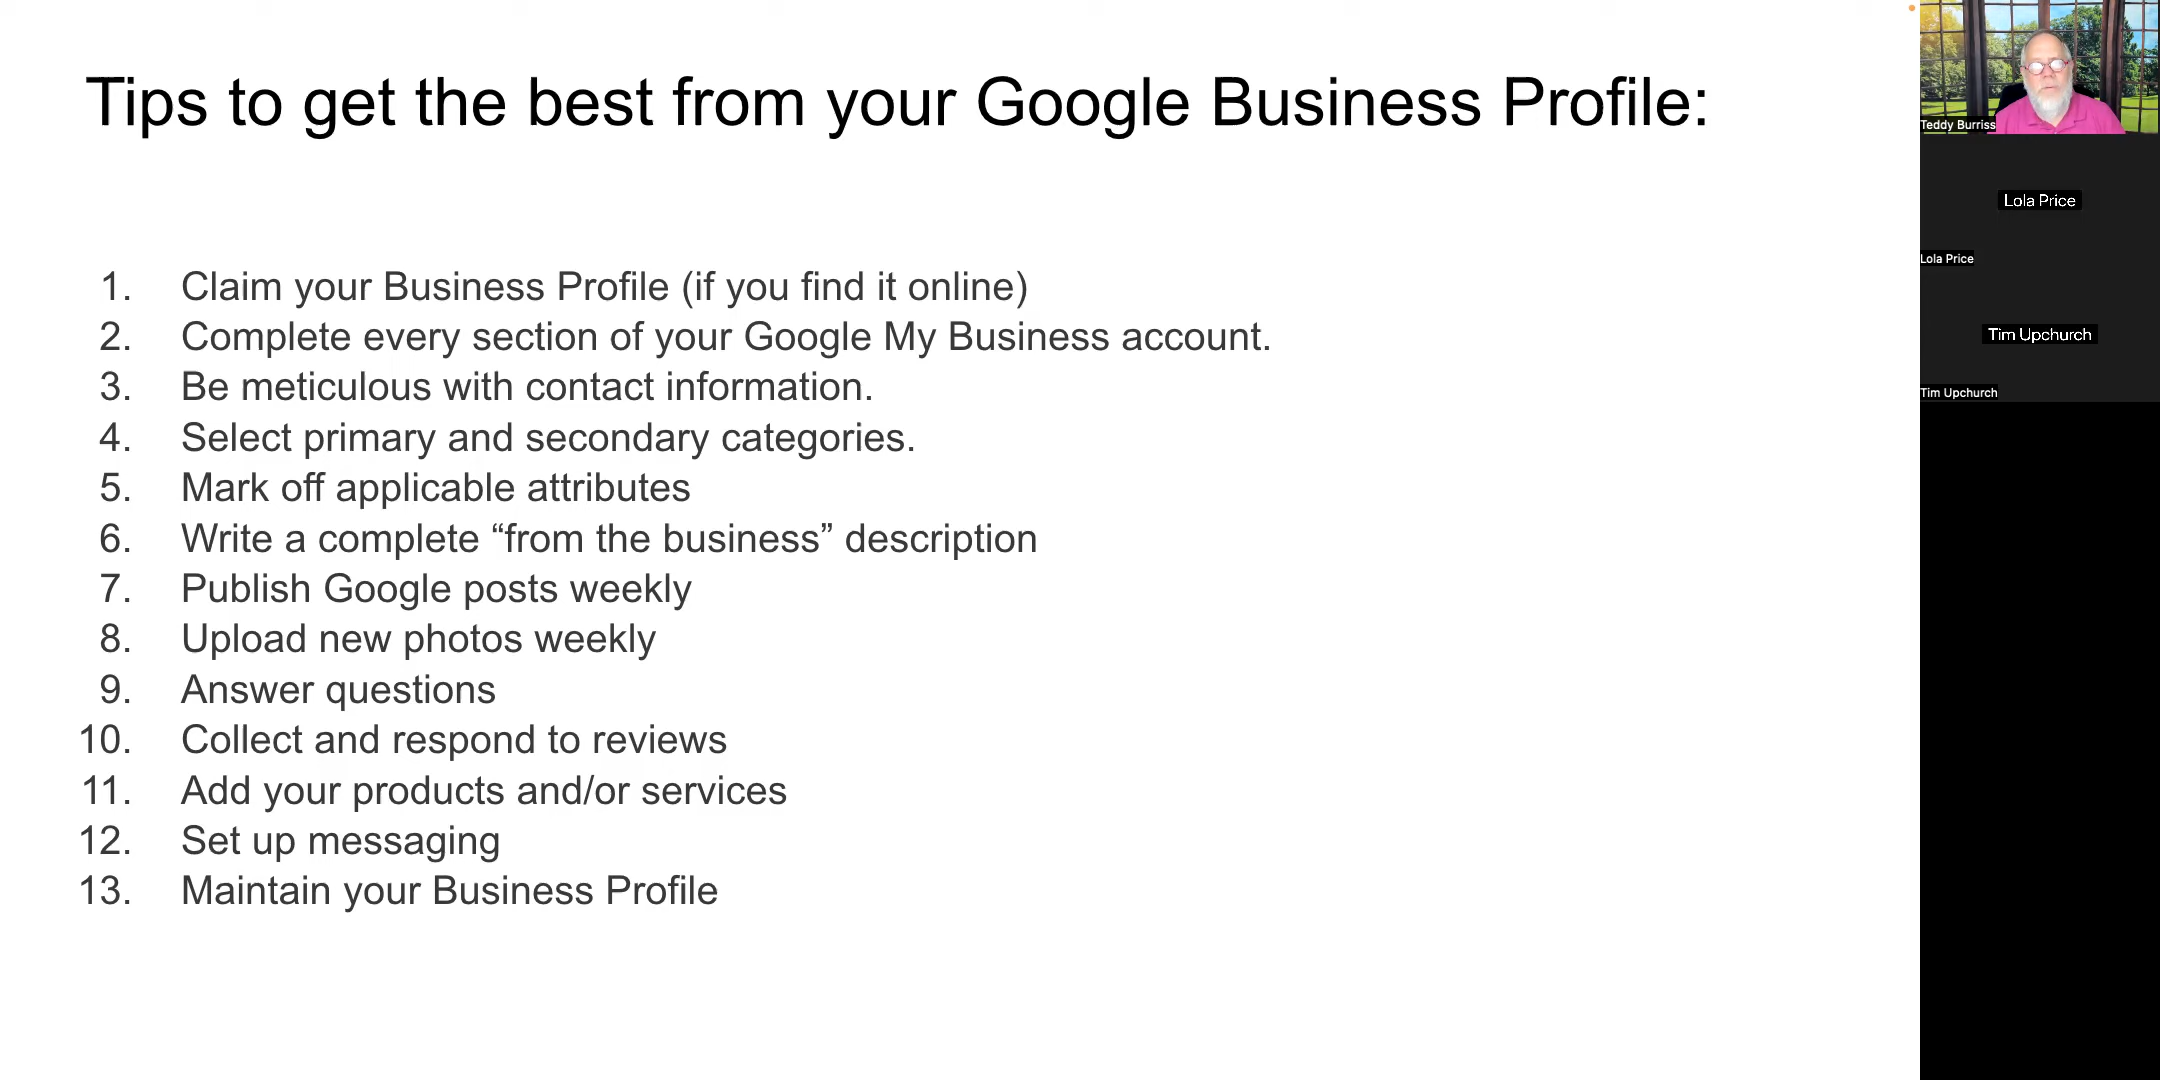 Tips to get the best from your Google Business Profile:
1. Claim your Business Profile (if you find it online)
2. Complete every section of your Google My Business account.
3. Be meticulous with contact information.
4. Select primary and secondary categories.
5. Mark off applicable attributes
6. Write a complete “from the business” description
7. Publish Google posts weekly
8. Upload new photos weekly
9. Answer questions
10. Collect and respond to reviews
11. Add your products and/or services
12. Set up messaging
13. Maintain your Business Profile
Teddy Burriss
Lola Price
Lola Price
Tim Upchurch
Tim Upchurch